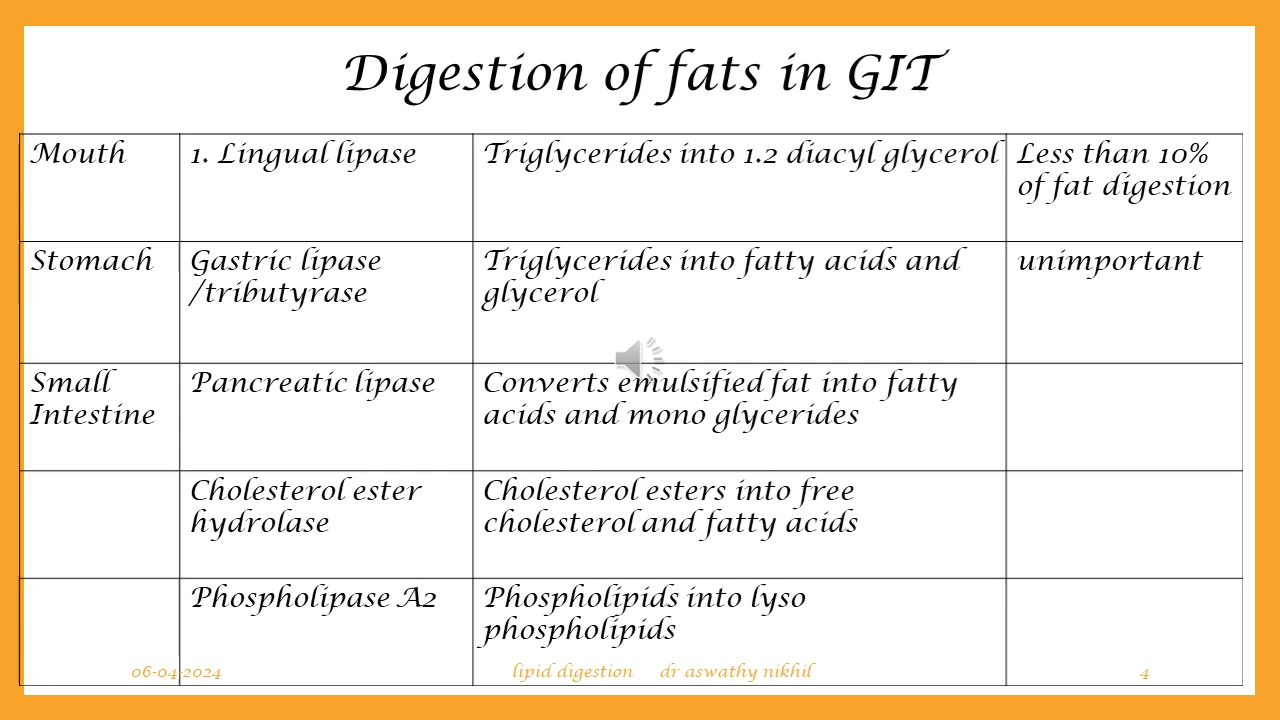 Digestion of fats in GIT
Mouth
1. Lingual lipase
Triglycerides into 1.2 diacyl glycerol
Less than 10%
of fat digestion
Stomach
Gastric lipase
/tributyrase
Triglycerides into fatty acids and
glycerol
unimportant
Small
Intestine
Pancreatic lipase
Converts emulsified fat into fatty
acids and mono glycerides
Cholesterol ester
hydrolase
Cholesterol esters into free
cholesterol and fatty acids
Phospholipase A2
Phospholipids into lyso
phospholipids
06-04-2024
lipid digestion dr aswathy nikhil
4